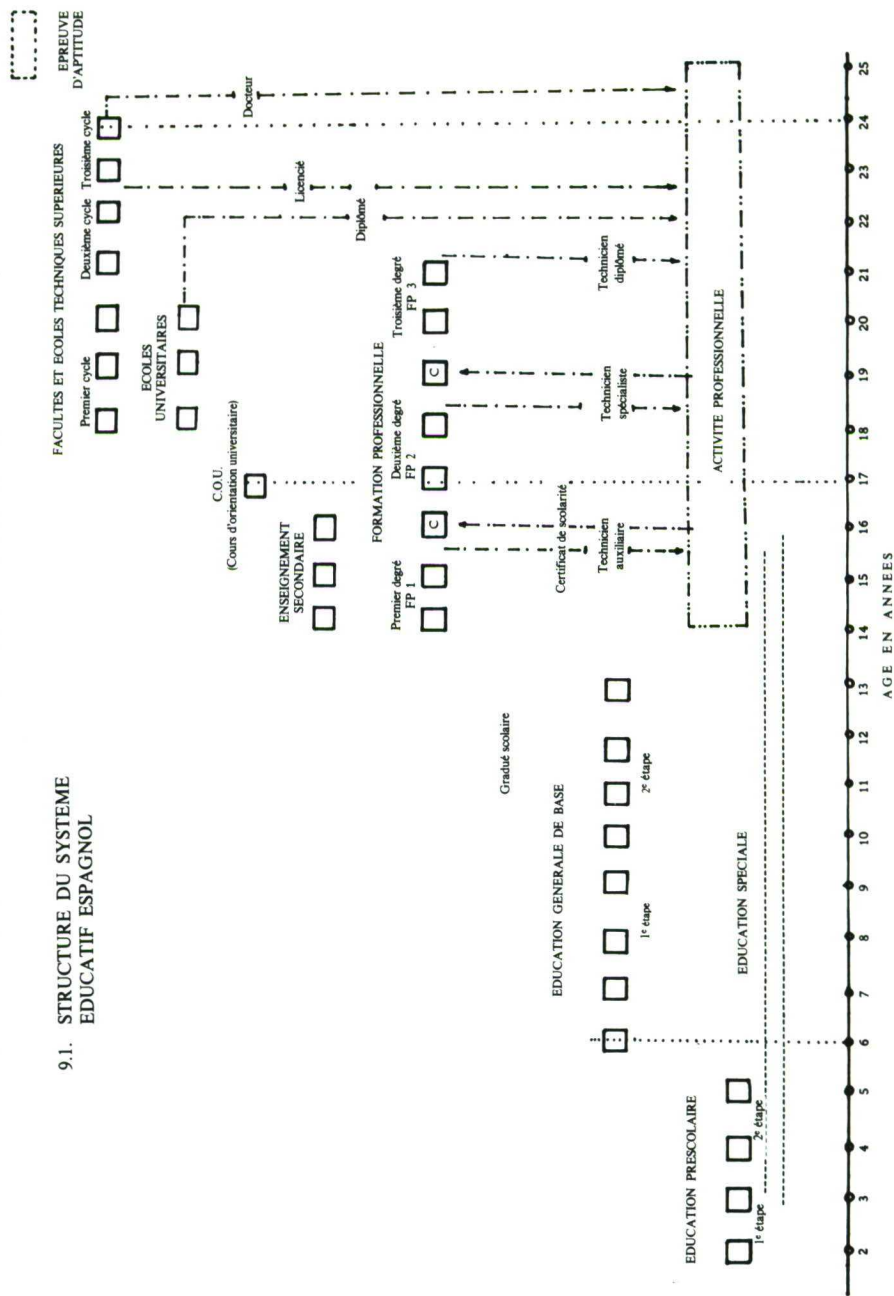 9.1. STRUCTURE DU SYSTEME
EDUCATIF ESPAGNOL
EPREUVE
D'APTITUDE
FACULTES ET ECOLES TECHNIQUES SUPERIEURES
Premier cycle Deuxième cycle Troisième cycle
ECOLES
UNIVERSITAIRES
Docteur
Licencié
Diplômé
C.O.U.
(Cours d'orientation universitaire)
ENSEIGNEMENT
SECONDAIRE
FORMATION PROFESSIONNELLE
Premier degré
FP 1
Deuxième degré
FP 2
Troisième degré
FP 3
C
C
Gradué scolaire
Certificat de scolarité
Technicien
auxiliaire
Technicien
spécialiste
Technicien
diplômé
EDUCATION GENERALE DE BASE
1e étape
2e étape
ACTIVITE PROFESSIONNELLE
EDUCATION PRESCOLAIRE
1e étape
2e étape
EDUCATION SPECIALE
2 3 4 5 6 7 8 9 10 11 12 13 14 15 16 17 18 19 20 21 22 23 24 25
AGE EN ANNEES